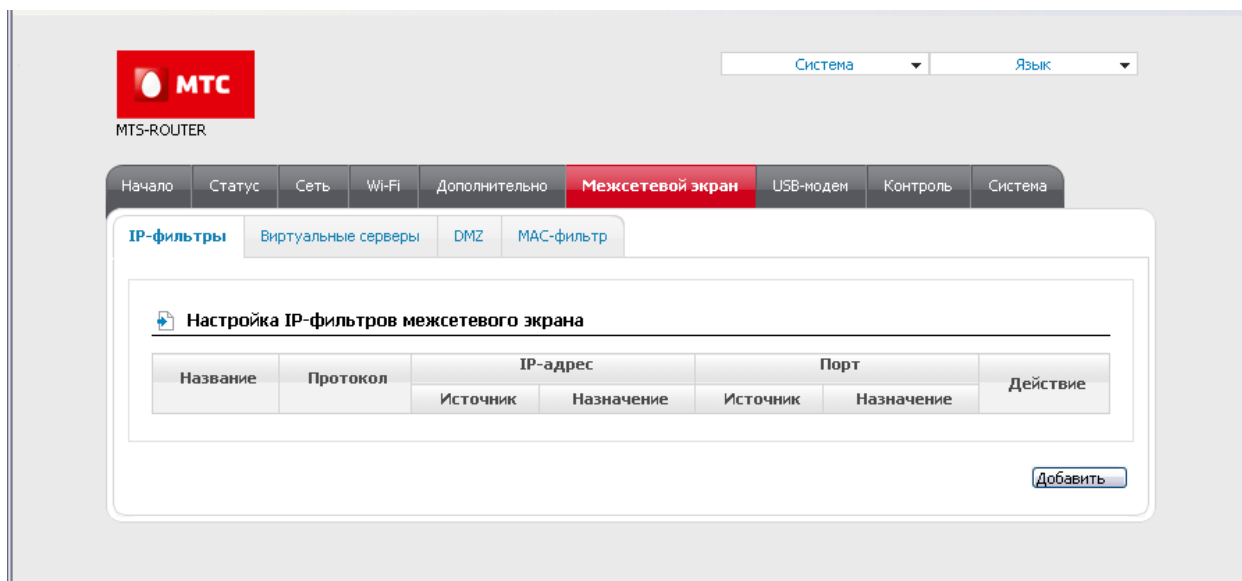 Система Язык
МТС
MTS-ROUTER
Начало Статус Сеть Wi-Fi Дополнительно Межсетевой экран USB-модем Контроль Система
IP-фильтры Виртуальные серверы DMZ МАС-фильтр
Настройка IP-фильтров межсетевого экрана
Название Протокол IP-адрес Порт Действие
Источник Назначение Источник Назначение
Добавить